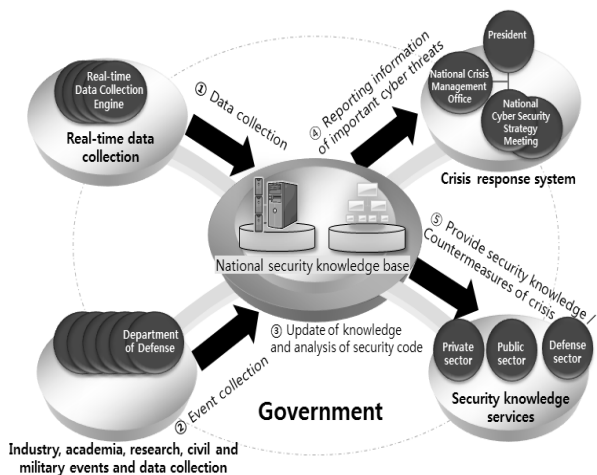 Real-time
Data Collection
Engine
Real-time data
collection
① Data collection
④ Reporting information
of important cyber threats
President
National Crisis
Management
Office
National
Cyber Security
Strategy
Meeting
Crisis response system
National security knowledge base
⑤ Provide security knowledge /
Countermeasures of crisis
③ Update of knowledge
and analysis of security code
Department
of Defense
② Event collection
Industry, academia, research, civil and
military events and data collection
Government
Private
sector
Public
sector
Defense
sector
Security knowledge
services